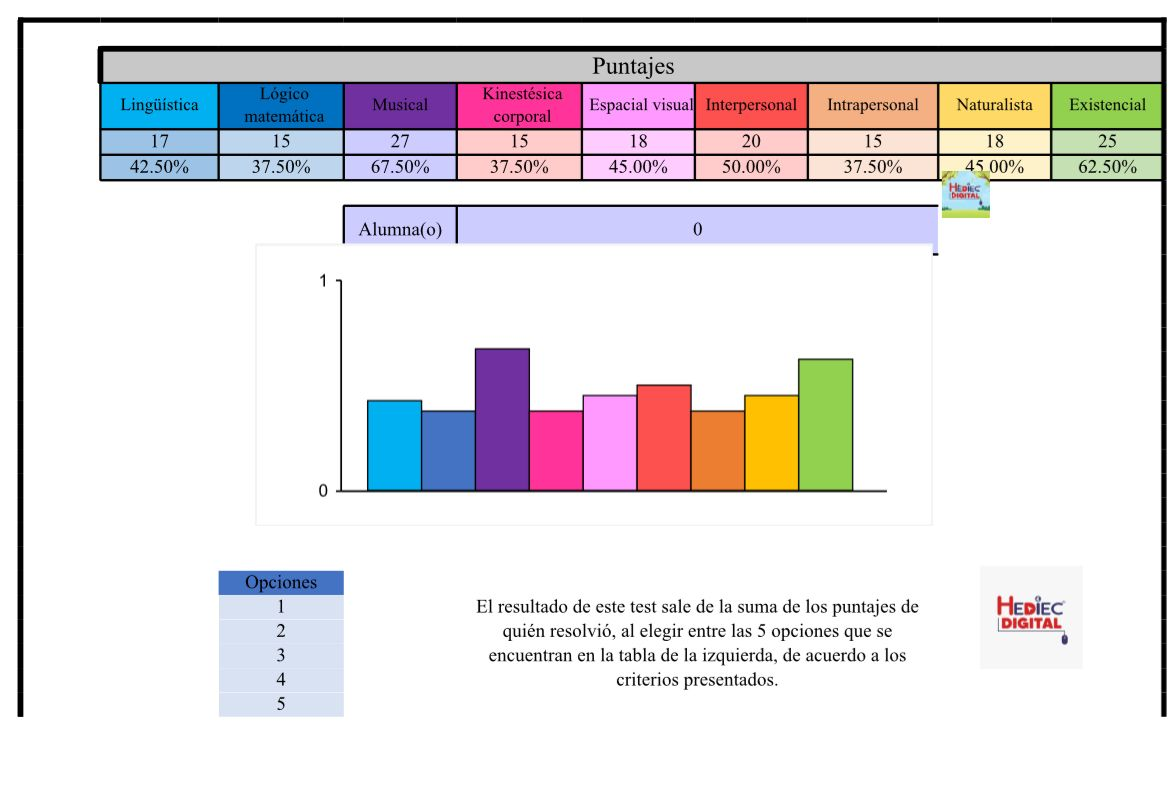 Puntajes
Lingüística Lógico matemática Musical Kinestésica corporal Espacial visual Interpersonal Intrapersonal Naturalista Existencial
17 15 27 15 18 20 15 18 25
42.50% 37.50% 67.50% 37.50% 45.00% 50.00% 37.50% 45.00% 62.50%
HEDIEC
DIGITAL
Alumna(o) 0
1
0
Opciones
1
2
3
4
5
El resultado de este test sale de la suma de los puntajes de
quién resolvió, al elegir entre las 5 opciones que se
encuentran en la tabla de la izquierda, de acuerdo a los
criterios presentados.
HEDIEC
DIGITAL